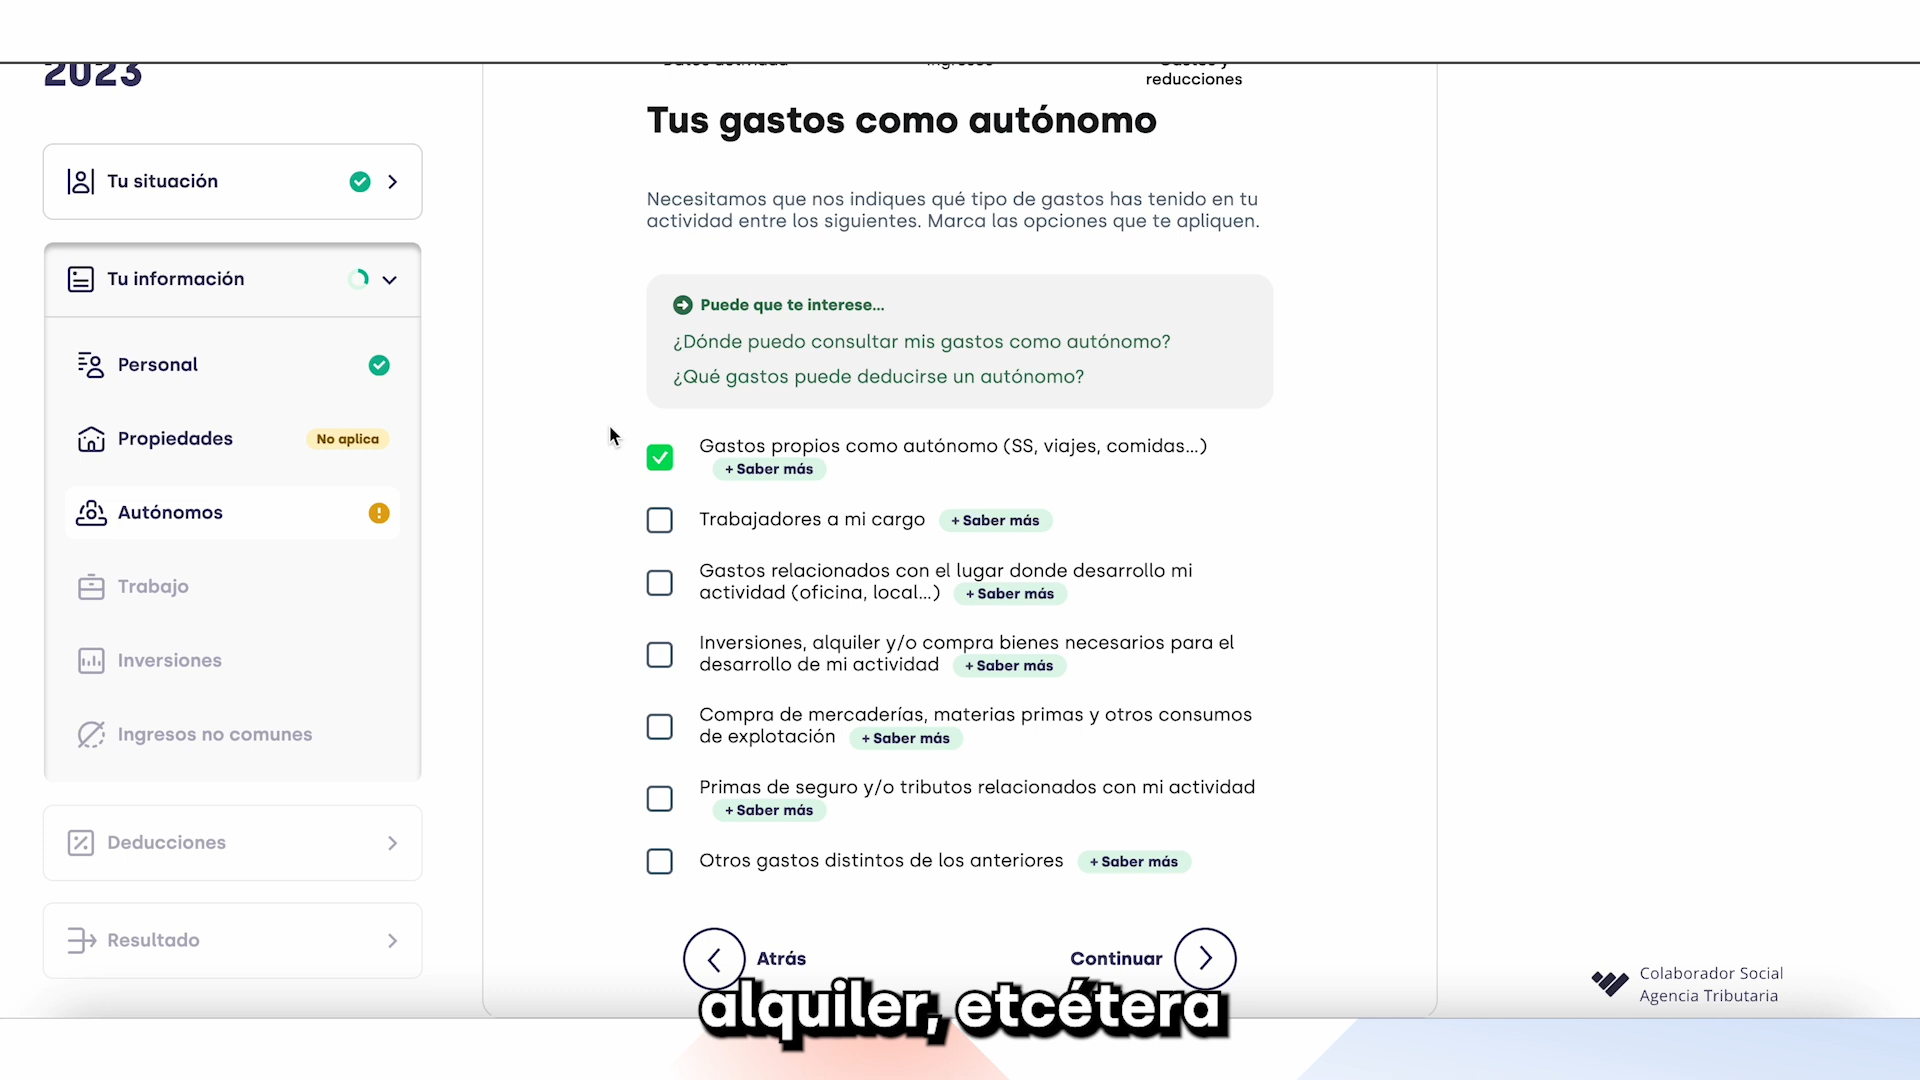 2023
reducciones
Tus gastos como autónomo
Tu situación
Necesitamos que nos indiques qué tipo de gastos has tenido en tu
actividad entre los siguientes. Marca las opciones que te apliquen.
Tu información
Puede que te interese...
¿Dónde puedo consultar mis gastos como autónomo?
¿Qué gastos puede deducirse un autónomo?
Personal
Propiedades No aplica
Autónomos
Trabajo
Inversiones
Ingresos no comunes
Deducciones
Resultado
Gastos propios como autónomo (SS, viajes, comidas...)
+ Saber más
Trabajadores a mi cargo + Saber más
Gastos relacionados con el lugar donde desarrollo mi
actividad (oficina, local...) + Saber más
Inversiones, alquiler y/o compra bienes necesarios para el
desarrollo de mi actividad + Saber más
Compra de mercaderías, materias primas y otros consumos
de explotación + Saber más
Primas de seguro y/o tributos relacionados con mi actividad
+ Saber más
Otros gastos distintos de los anteriores + Saber más
Atrás Continuar
Colaborador Social
Agencia Tributaria
alquiler, etcétera